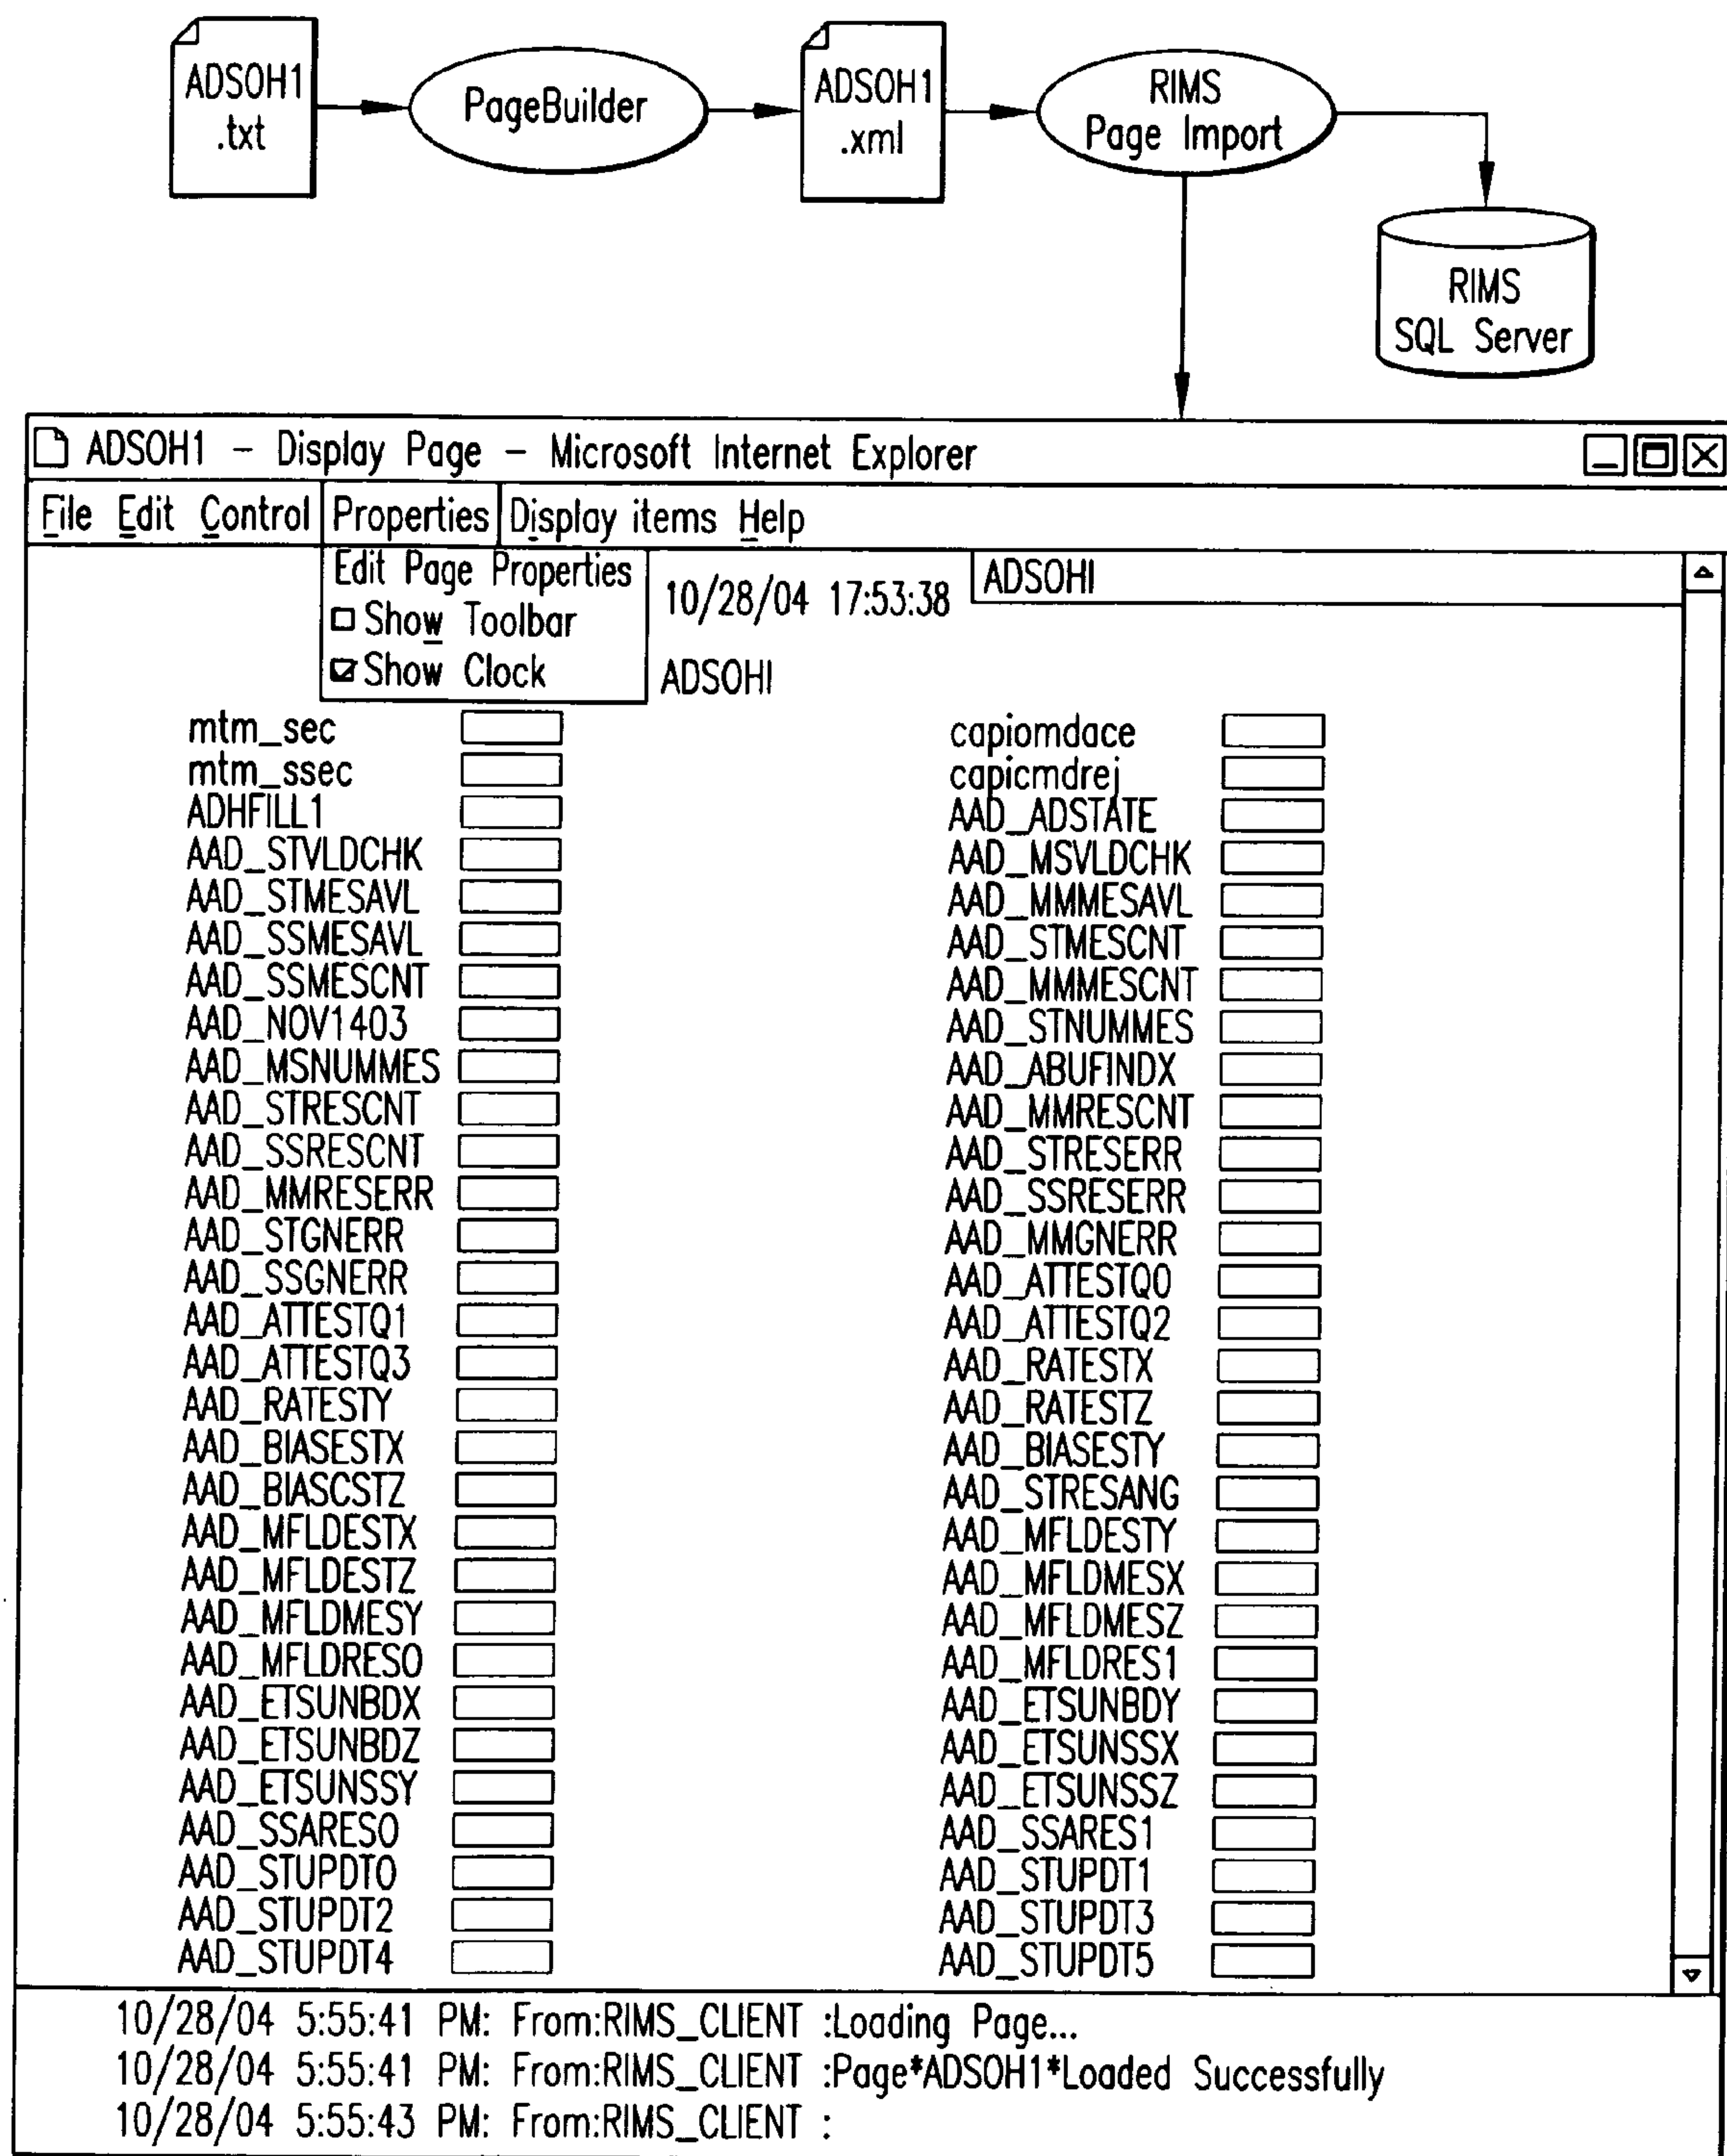 ADSOH1
.txt
PageBuilder
ADSOH1
.xml
RIMS
Page Import
RIMS
SQL Server
ADSOH1 – Display Page – Microsoft Internet Explorer
File Edit Control Properties Display items Help
Edit Page Properties
Show Toolbar
Show Clock
10/28/04 17:53:38
ADSOHI
ADSOHI
mtm_sec capiomdace
mtm_ssec capicmdrej
ADHFILL1 AAD_ADSTATE
AAD_STVLDCHK AAD_MSVLDCHK
AAD_STMESAVL AAD_MMMESAVL
AAD_SSMESAVL AAD_STMESCNT
AAD_SSMESCNT AAD_MMMESCNT
AAD_NOV1403 AAD_STNUMMES
AAD_MSNUMMES AAD_ABUFINDX
AAD_STRESCNT AAD_MMRESCNT
AAD_SSRESCNT AAD_STRESERR
AAD_MMRESERR AAD_SSRESERR
AAD_STGNERR AAD_MMGNERR
AAD_SSGNERR AAD_ATTESTQ0
AAD_ATTESTQ1 AAD_ATTESTQ2
AAD_ATTESTQ3 AAD_RATESTX
AAD_RATESTY AAD_RATESTZ
AAD_BIASESTX AAD_BIASESTY
AAD_BIASCSTZ AAD_STRESANG
AAD_MFLDESTX AAD_MFLDESTY
AAD_MFLDESTZ AAD_MFLDMESX
AAD_MFLDMESY AAD_MFLDMESZ
AAD_MFLDRES0 AAD_MFLDRES1
AAD_ETSUNBDX AAD_ETSUNBDY
AAD_ETSUNBDZ AAD_ETSUNSSX
AAD_ETSUNSSY AAD_ETSUNSSZ
AAD_SSARES0 AAD_SSARES1
AAD_STUPDT0 AAD_STUPDT1
AAD_STUPDT2 AAD_STUPDT3
AAD_STUPDT4 AAD_STUPDT5
10/28/04 5:55:41 PM: From:RIMS_CLIENT :Loading Page...
10/28/04 5:55:41 PM: From:RIMS_CLIENT :Page*ADSOH1*Loaded Successfully
10/28/04 5:55:43 PM: From:RIMS_CLIENT :